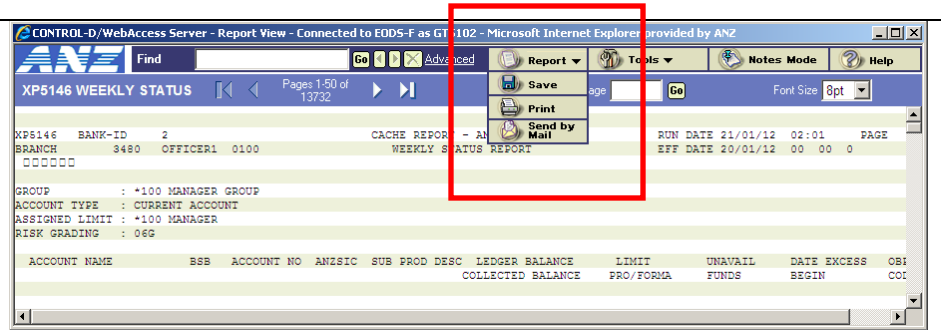 CONTROL-D/WebAccess Server - Report View - Connected to EODS-F as GT5102 - Microsoft Internet Explorer provided by ANZ
ANZ Find Go Advanced Report Tools Notes Mode Help
XP5146 WEEKLY STATUS Pages 1-50 of 13732 Save age Go Font Size 8pt
Print
Send by Mail
XP5146 BANK-ID 2 CACHE REPORT - AN RUN DATE 21/01/12 02:01 PAGE
BRANCH 3480 OFFICER1 0100 WEEKLY STATUS REPORT EFF DATE 20/01/12 00 00 0
□□□□□□
GROUP : *100 MANAGER GROUP
ACCOUNT TYPE : CURRENT ACCOUNT
ASSIGNED LIMIT : *100 MANAGER
RISK GRADING : 06G
ACCOUNT NAME BSB ACCOUNT NO ANZSIC SUB PROD DESC LEDGER BALANCE LIMIT UNAVAIL DATE EXCESS
COLLECTED BALANCE PRO/FORMA FUNDS BEGIN